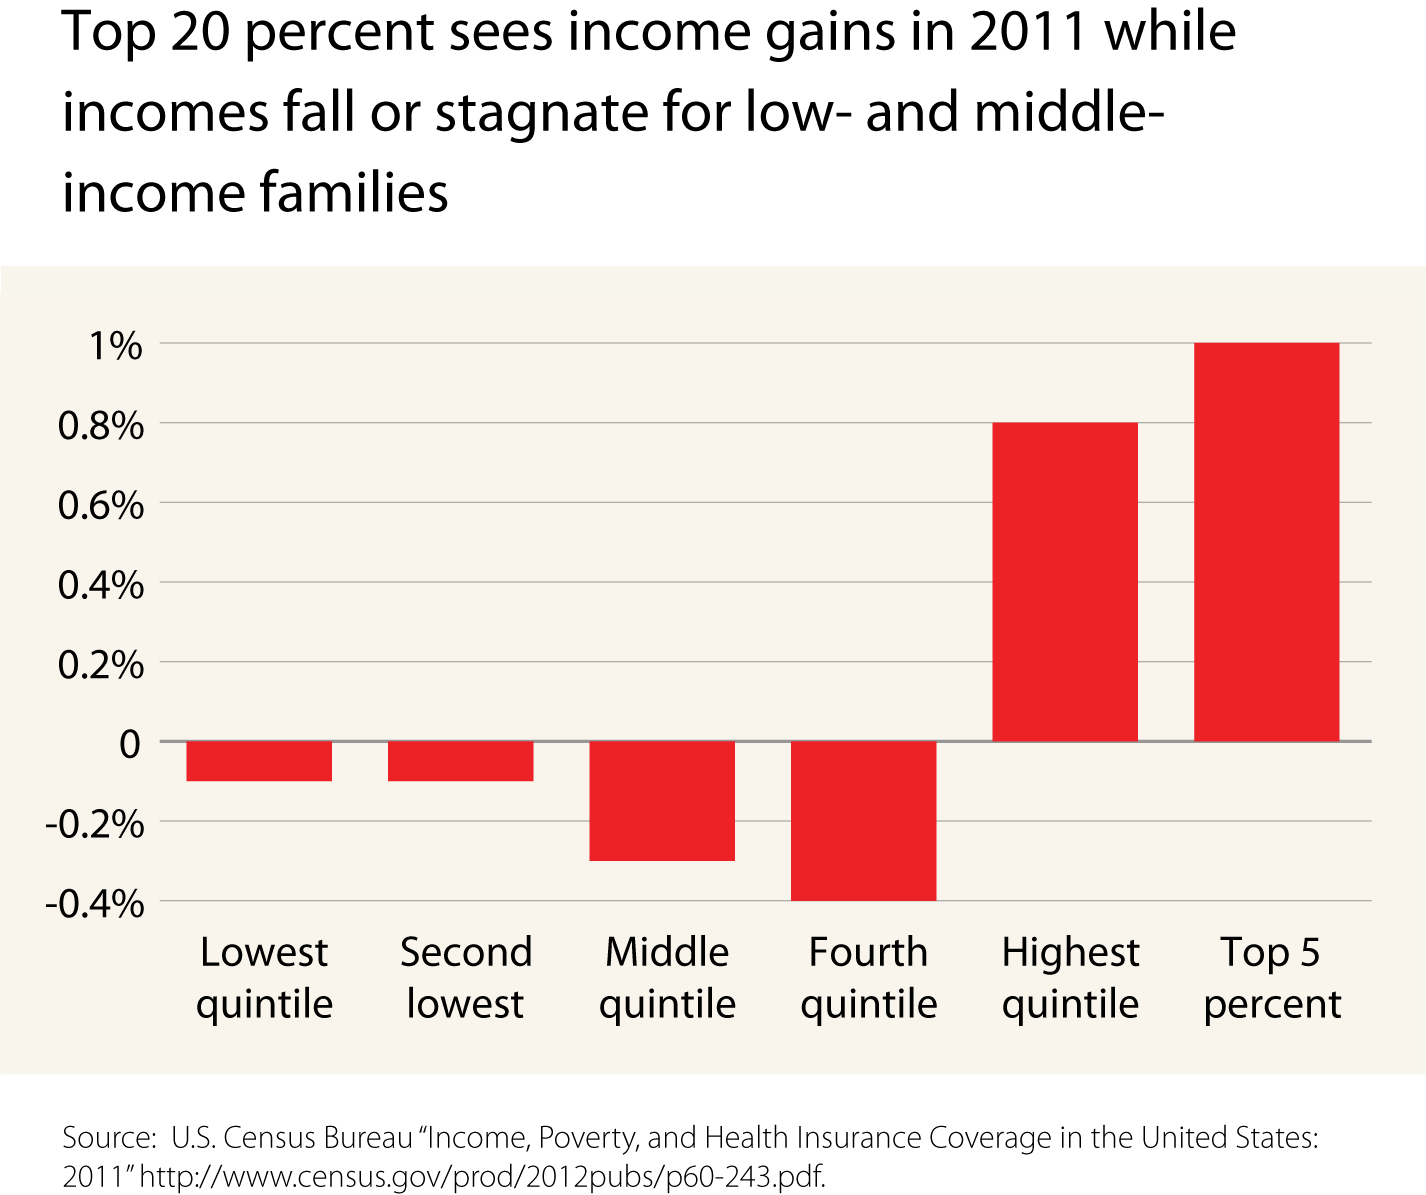 Top 20 percent sees income gains in 2011 while
incomes fall or stagnate for low- and middle-
income families
1%
0.8%
0.6%
0.4%
0.2%
0
-0.2%
-0.4%
Lowest quintile
Second lowest
Middle quintile
Fourth quintile
Highest quintile
Top 5 percent
Source:  U.S. Census Bureau “Income, Poverty, and Health Insurance Coverage in the United States:
2011” http://www.census.gov/prod/2012pubs/p60-243.pdf.